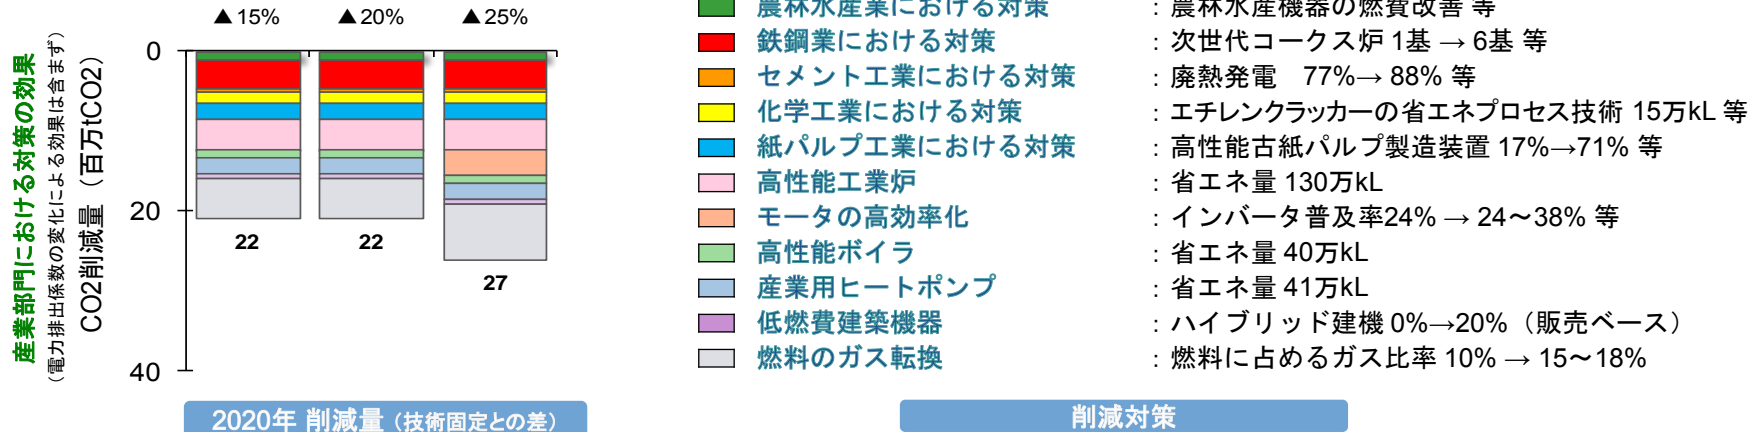 ▲15%
▲20%
▲25%
産業部門における対策の効果
（電力排出係数の変化による効果は含まず）
CO2削減量（百万tCO2）
0
20
40
22
22
27
2020年 削減量（技術固定との差）
農林水産業における対策 : 農林水産機器の燃費改善 等
鉄鋼業における対策 : 次世代コークス炉 1基 → 6基 等
セメント工業における対策 : 廃熱発電　77%→ 88% 等
化学工業における対策 : エチレンクラッカーの省エネプロセス技術 15万kL 等
紙パルプ工業における対策 : 高性能古紙パルプ製造装置 17%→71% 等
高性能工業炉 : 省エネ量 130万kL
モータの高効率化 : インバータ普及率24% → 24～38% 等
高性能ボイラ : 省エネ量 40万kL
産業用ヒートポンプ : 省エネ量 41万kL
低燃費建築機器 : ハイブリッド建機 0%→20%（販売ベース）
燃料のガス転換 : 燃料に占めるガス比率 10% → 15～18%
削減対策